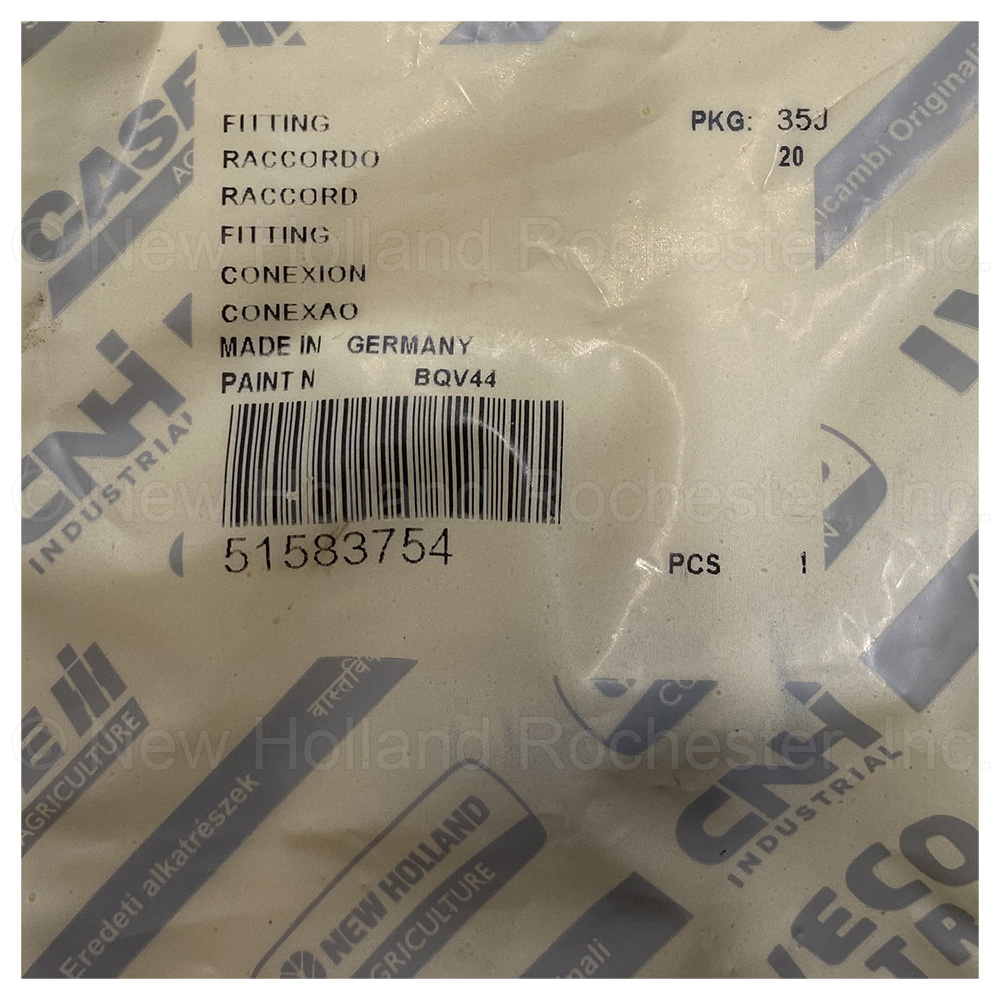 FITTING
RACCORDO
RACCORD
FITTING
CONEXION
CONEXAO
MADE IN GERMANY
PAINT N BQV44
51583754
PKG: 35J
20
PCS 1
CASE
CNH
INDUSTRIAL
Ricambi Originali
AGRICULTURE
Eredeti alkatrészek
NEW HOLLAND
AGRICULTURE
CNH
INDUSTRIAL
© New Holland Rochester, Inc.
© New Holland Rochester, Inc.
© New Holland Rochester, Inc.